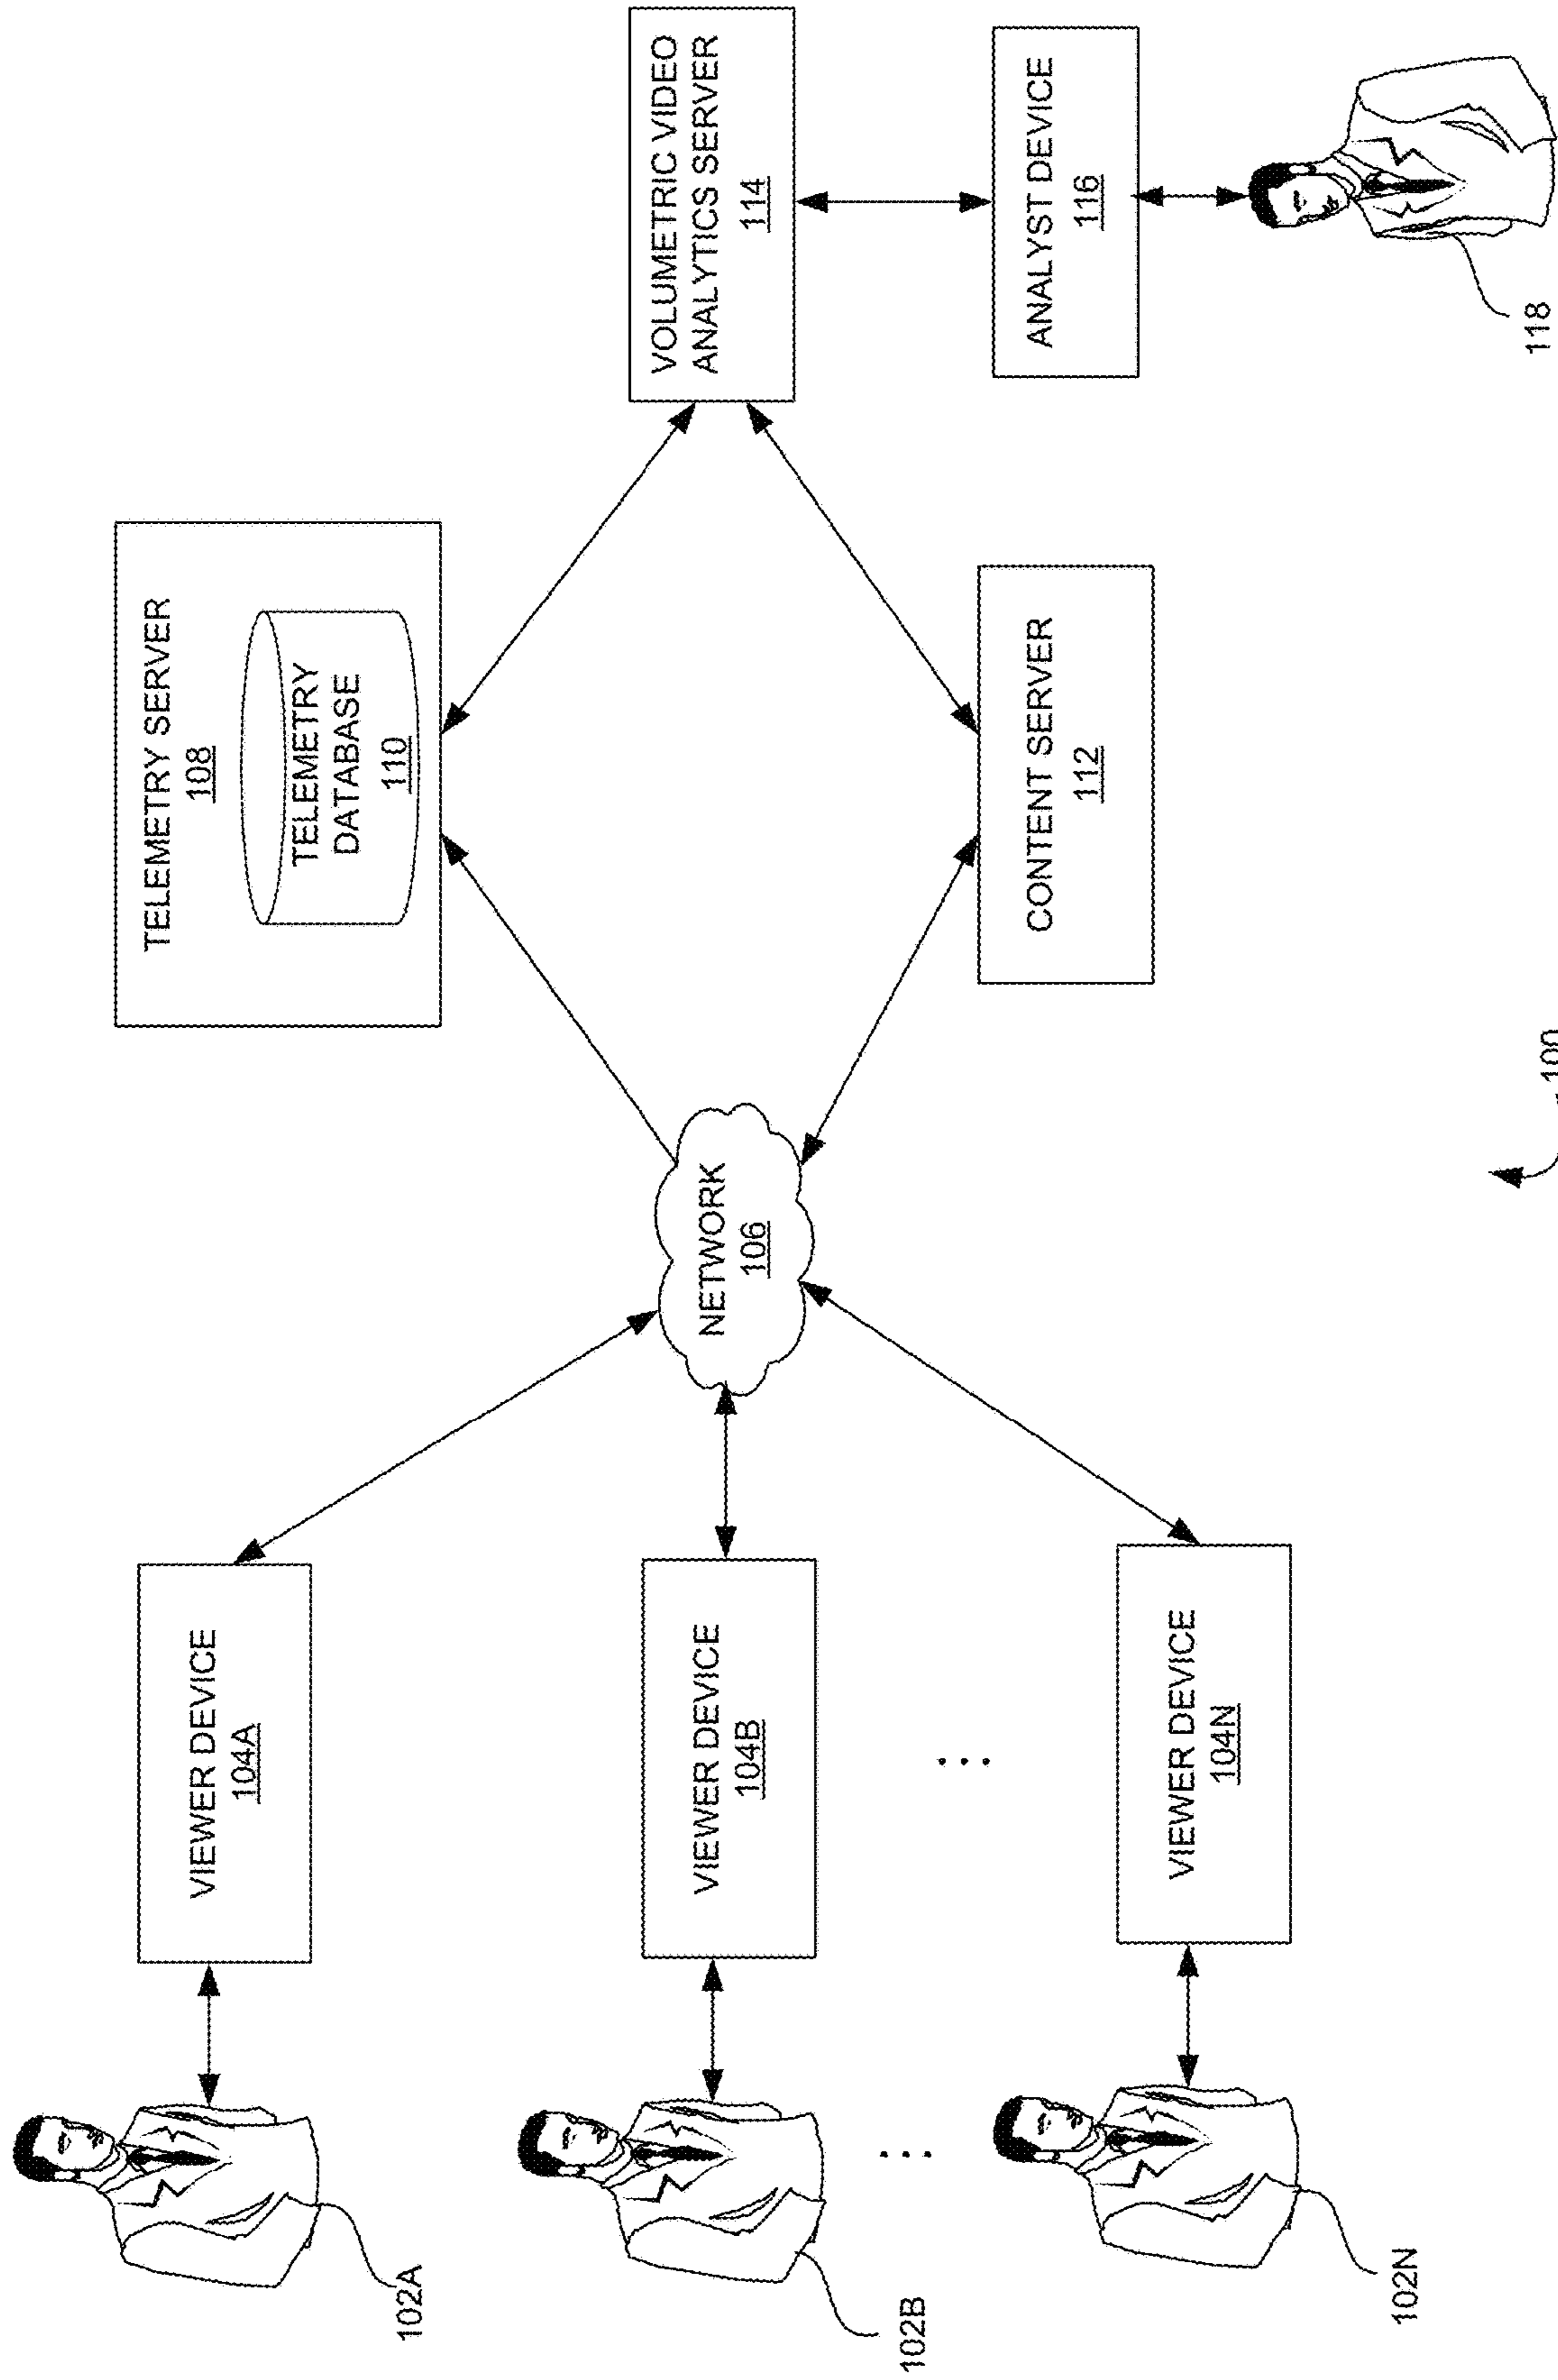 102A
VIEWER DEVICE
104A
102B
VIEWER DEVICE
104B
...
...
102N
VIEWER DEVICE
104N
NETWORK
106
TELEMETRY SERVER
108
TELEMETRY
DATABASE
110
CONTENT SERVER
112
VOLUMETRIC VIDEO
ANALYTICS SERVER
114
ANALYST DEVICE
116
118
100